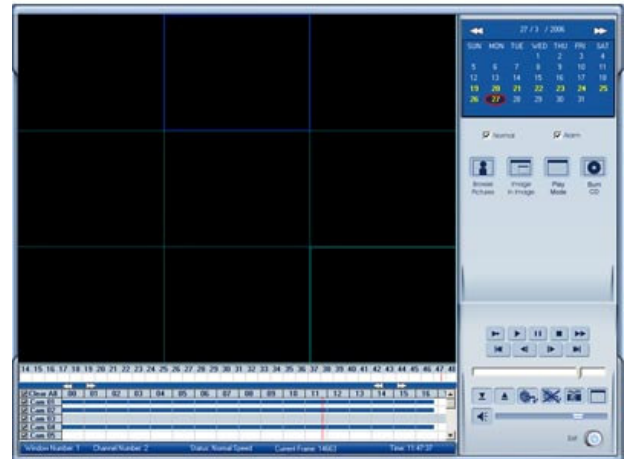 27 / 3 / 2006
SUN MON TUE WED THU FRI SAT
1 2 3 4
5 6 7 8 9 10 11
12 13 14 15 16 17 18
19 20 21 22 23 24 25
26 27 28 29 30 31
Normal Alarm
Browse Pictures
Image in Image
Play Mode
Burn CD
14 15 16 17 18 19 20 21 22 23 24 25 26 27 28 29 30 31 32 33 34 35 36 37 38 39 40 41 42 43 44 45 46 47 48
Clear All 00 01 02 03 04 05 06 07 08 09 10 11 12 13 14 15 16
Cam 01
Cam 02
Cam 03
Cam 04
Cam 05
Exit
Window Number: 1 Channel Number: 2 Status: Normal Speed Current Frame: 14663 Time: 11:47:37